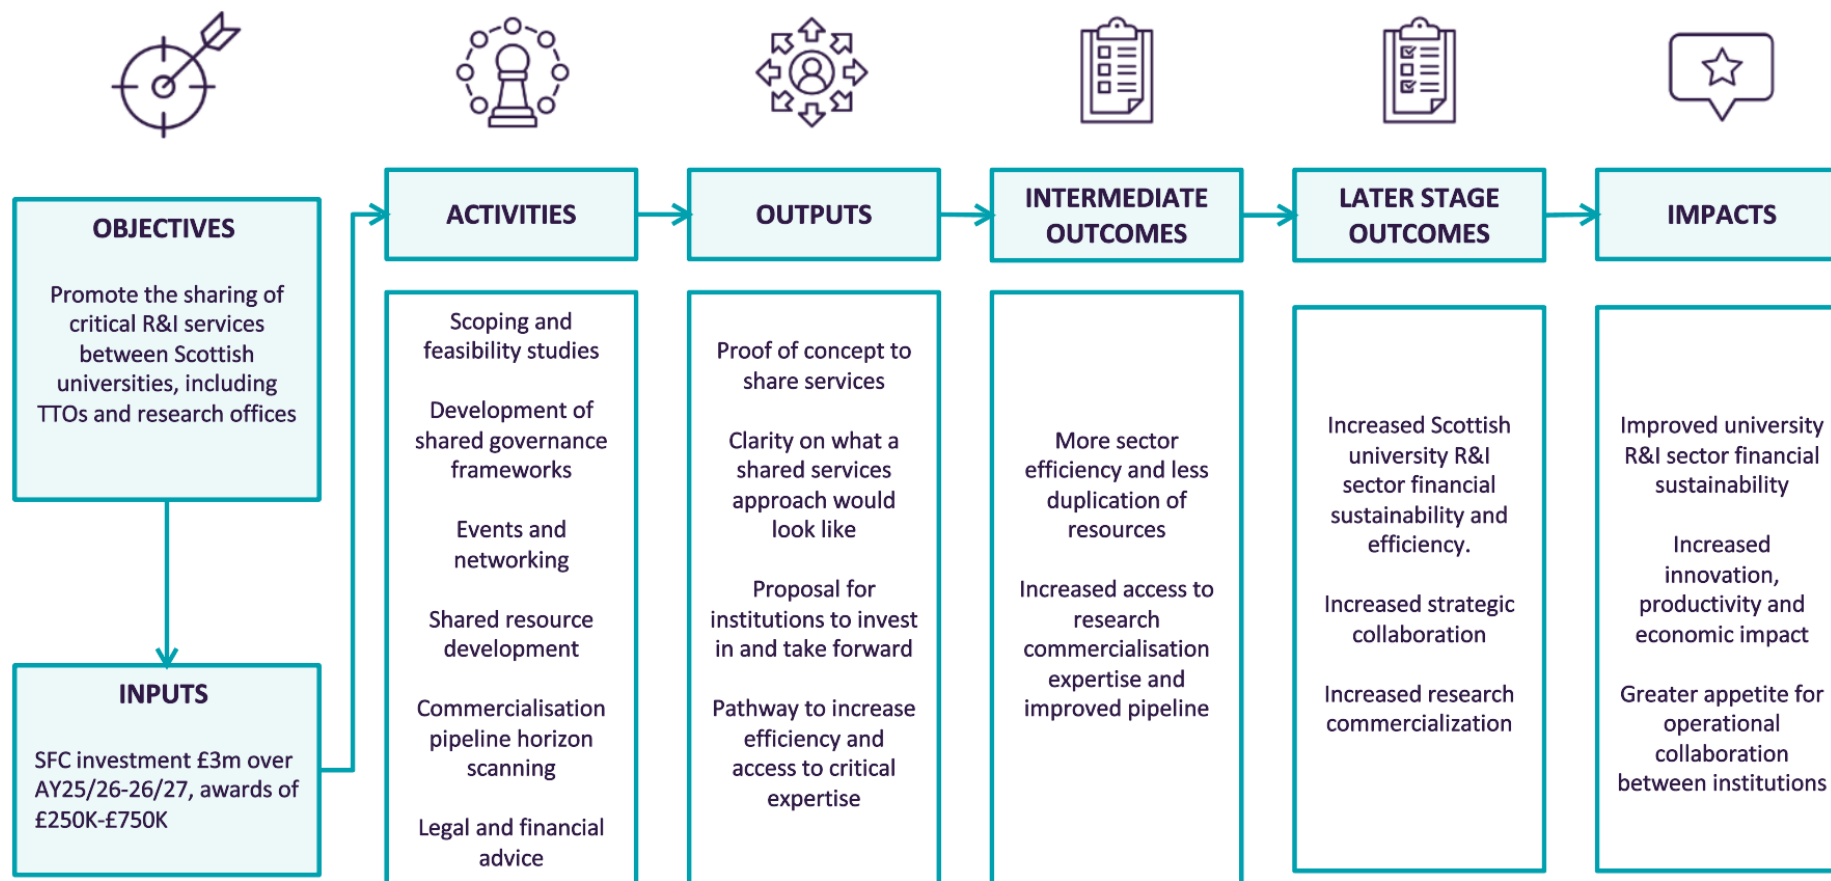 OBJECTIVES
Promote the sharing of
critical R&I services
between Scottish
universities, including
TTOs and research offices
INPUTS
SFC investment £3m over
AY25/26-26/27, awards of
£250K-£750K
ACTIVITIES
Scoping and
feasibility studies
Development of
shared governance
frameworks
Events and
networking
Shared resource
development
Commercialisation
pipeline horizon
scanning
Legal and financial
advice
OUTPUTS
Proof of concept to
share services
Clarity on what a
shared services
approach would
look like
Proposal for
institutions to invest
in and take forward
Pathway to increase
efficiency and
access to critical
expertise
INTERMEDIATE
OUTCOMES
More sector
efficiency and less
duplication of
resources
Increased access to
research
commercialisation
expertise and
improved pipeline
LATER STAGE
OUTCOMES
Increased Scottish
university R&I
sector financial
sustainability and
efficiency.
Increased strategic
collaboration
Increased research
commercialization
IMPACTS
Improved university
R&I sector financial
sustainability
Increased
innovation,
productivity and
economic impact
Greater appetite for
operational
collaboration
between institutions